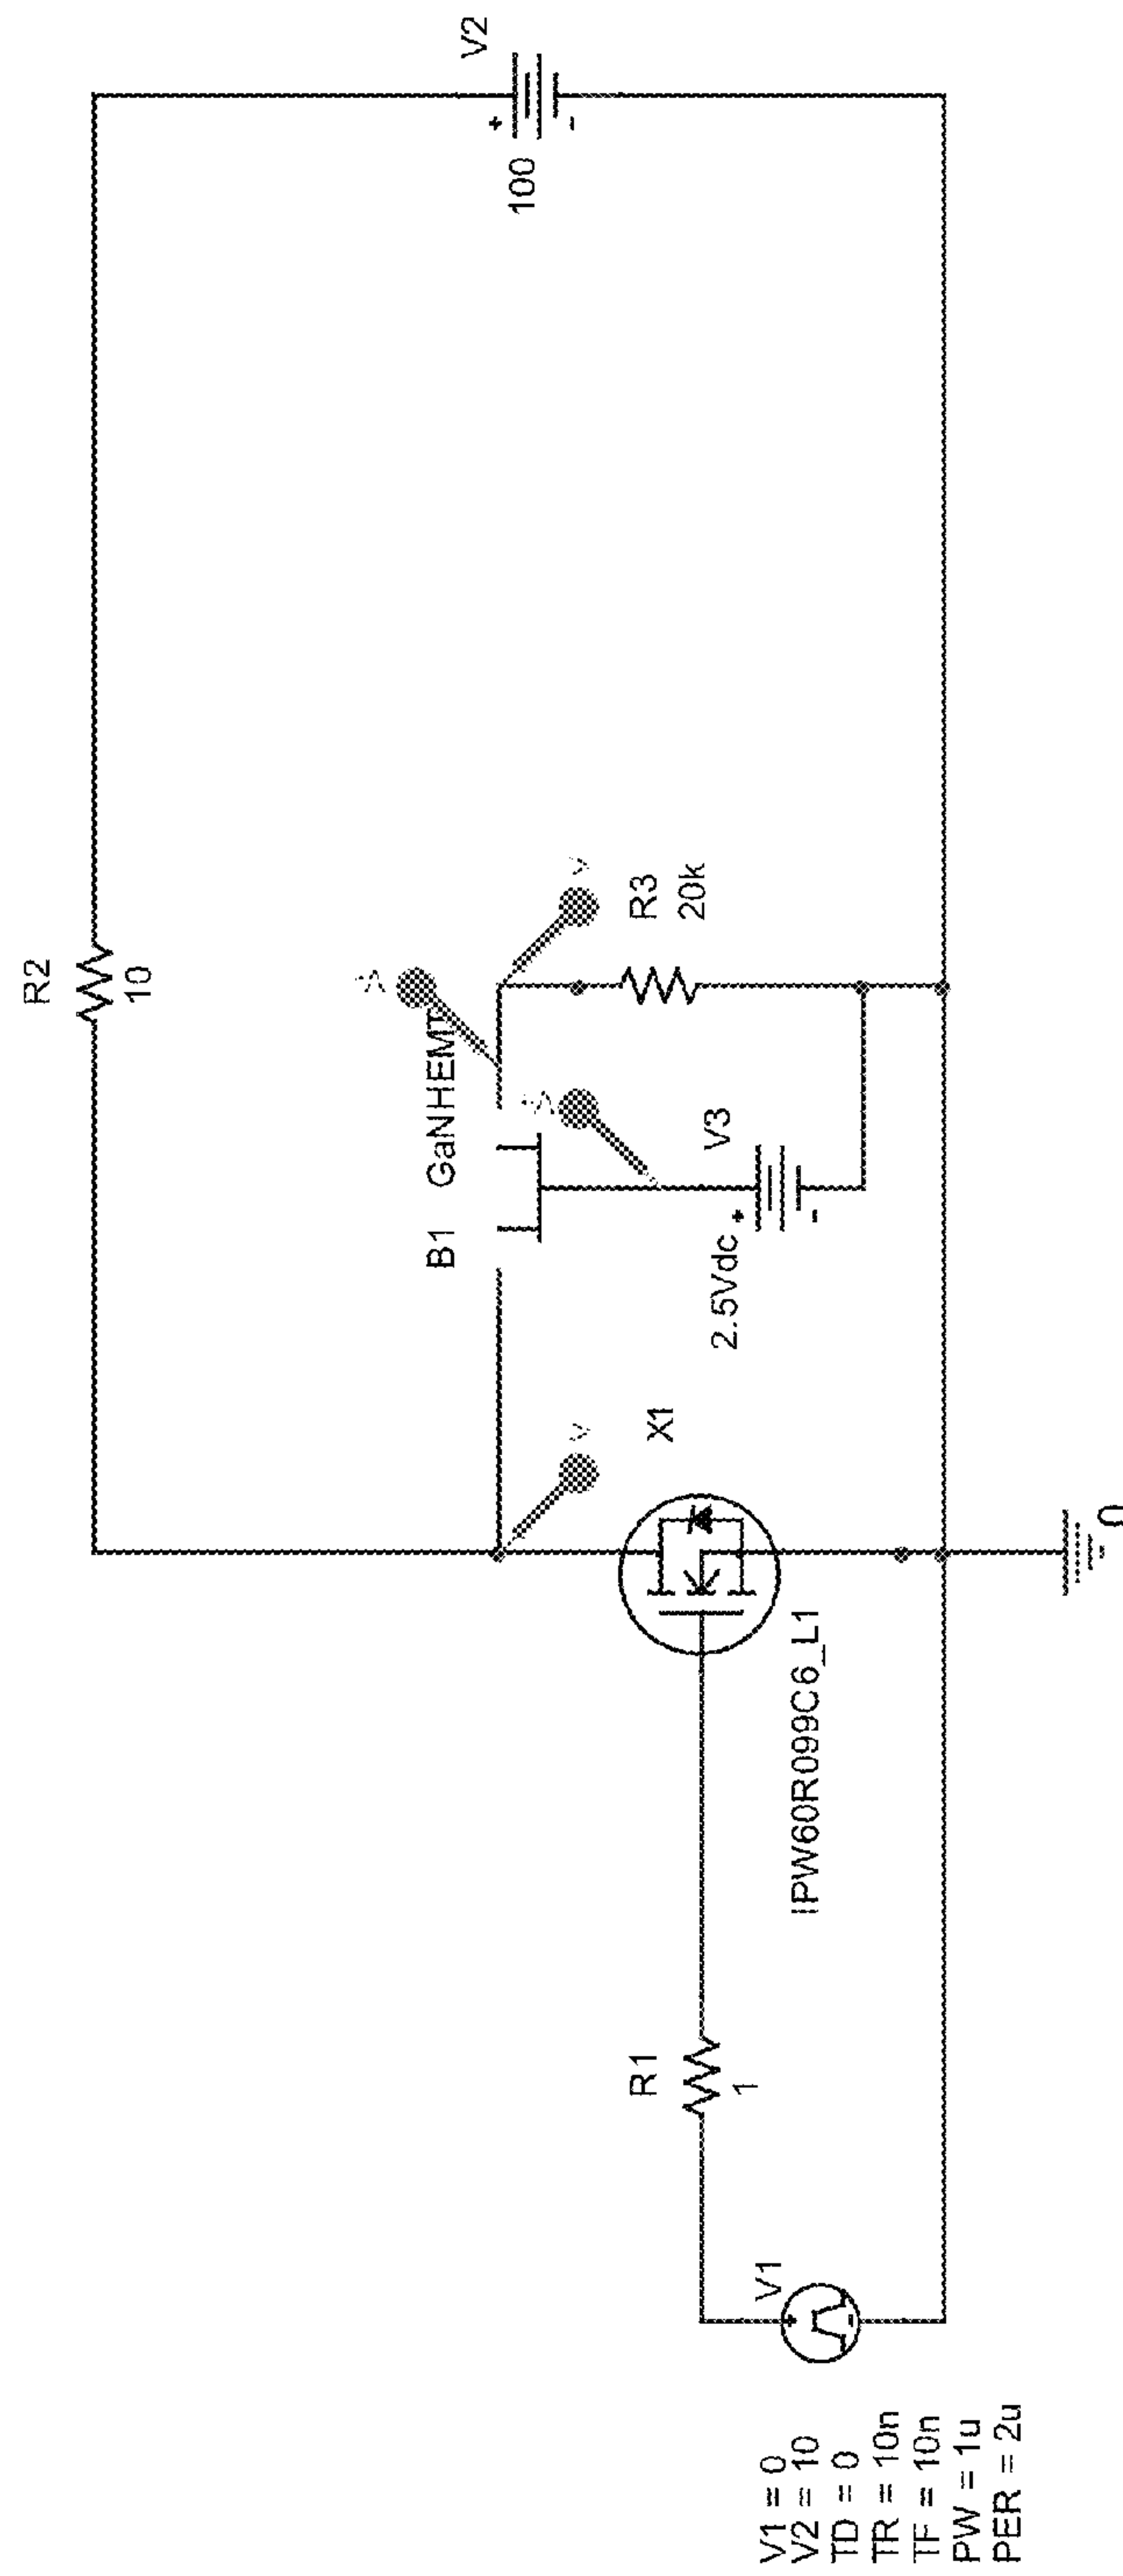 V1 = 0
V2 = 10
TD = 0
TR = 10n
TF = 10n
PW = 1u
PER = 2u
V1
+
-
R1
1
IPW60R099C6_L1
X1
0
B1 GaNHEMT
V
2.5Vdc
+
-
V3
V
R3
20k
R2
10
V2
+
-
100